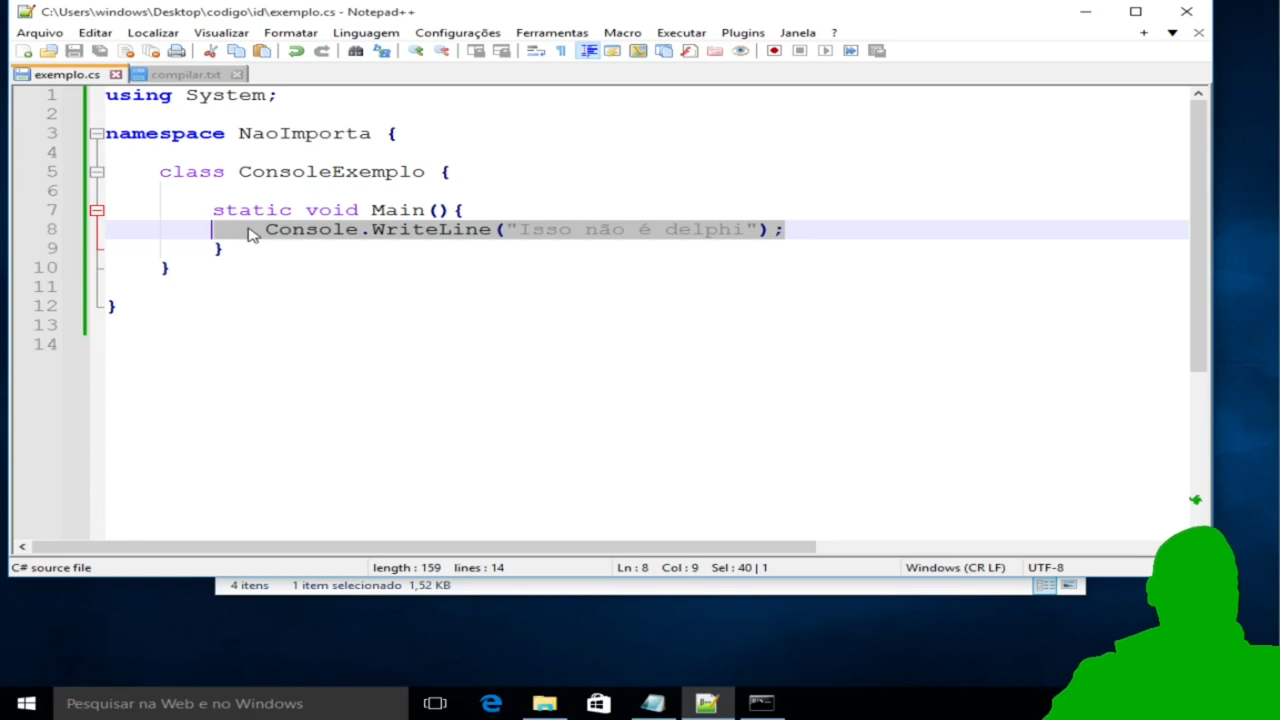 C:\Users\windows\Desktop\codigo\id\exemplo.cs - Notepad++
Arquivo Editar Localizar Visualizar Formatar Linguagem Configurações Ferramentas Macro Executar Plugins Janela ?
exemplo.cs compilar.txt
1 using System;
2
3 namespace NaoImporta {
4
5 class ConsoleExemplo {
6
7 static void Main(){
8 Console.WriteLine("Isso não é delphi");
9 }
10 }
11
12 }
13
14
C# source file length : 159 lines : 14 Ln : 8 Col : 9 Sel : 40 | 1 Windows (CR LF) UTF-8
4 itens 1 item selecionado 1,52 KB
Pesquisar na Web e no Windows